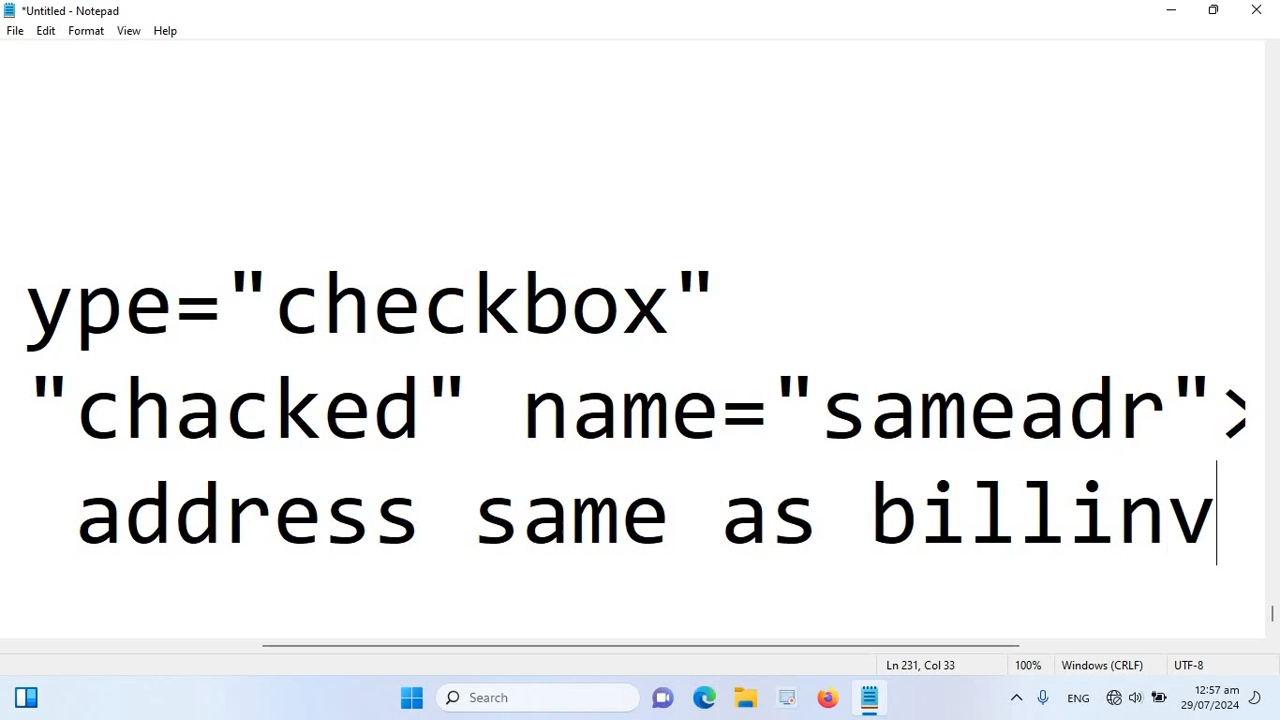 *Untitled - Notepad
File Edit Format View Help
ype="checkbox"
"chacked" name="sameadr">
address same as billinv
Ln 231, Col 33 100% Windows (CRLF) UTF-8
Search ENG 12:57 am
29/07/2024